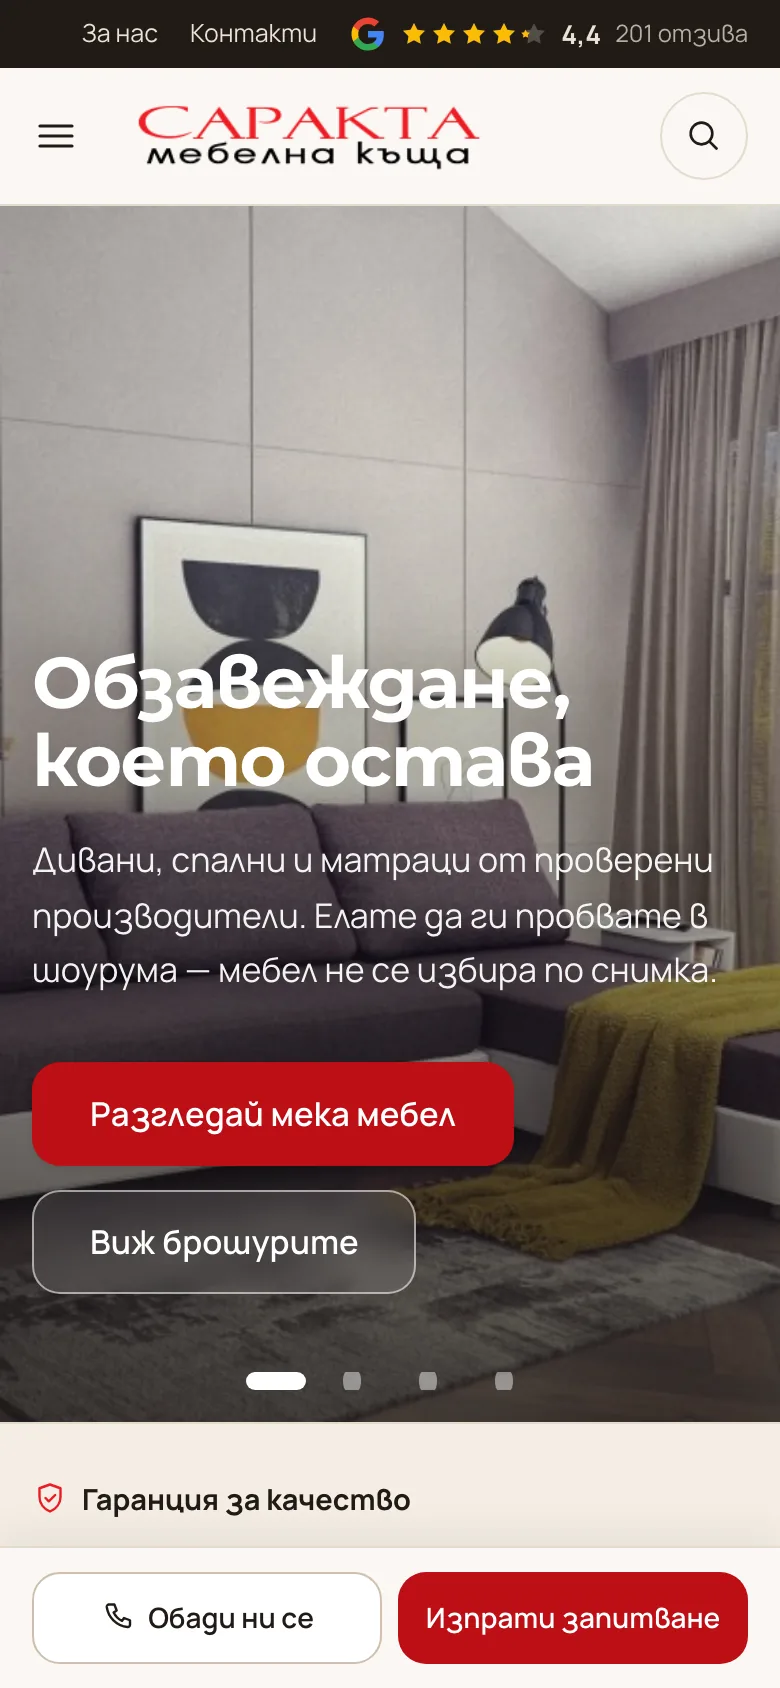 За нас Контакти 4,4 201 отзива
САРАКТА
мебелна къща
Обзавеждане,
което остава
Дивани, спални и матраци от проверени
производители. Елате да ги пробвате в
шоурума — мебел не се избира по снимка.
Разгледай мека мебел
Виж брошурите
Гаранция за качество
Обади ни се Изпрати запитване